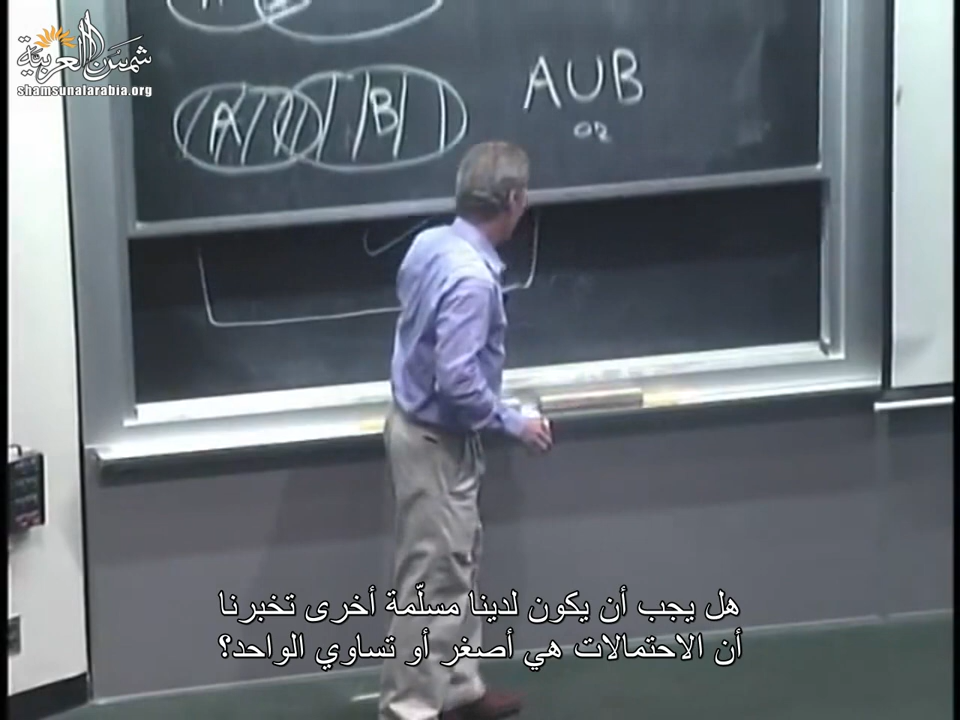 شمس العربية
shamsunalarabia.org
A B
A∪B
or
هل يجب أن يكون لدينا مسلّمة أخرى تخبرنا
أن الاحتمالات هي أصغر أو تساوي الواحد؟